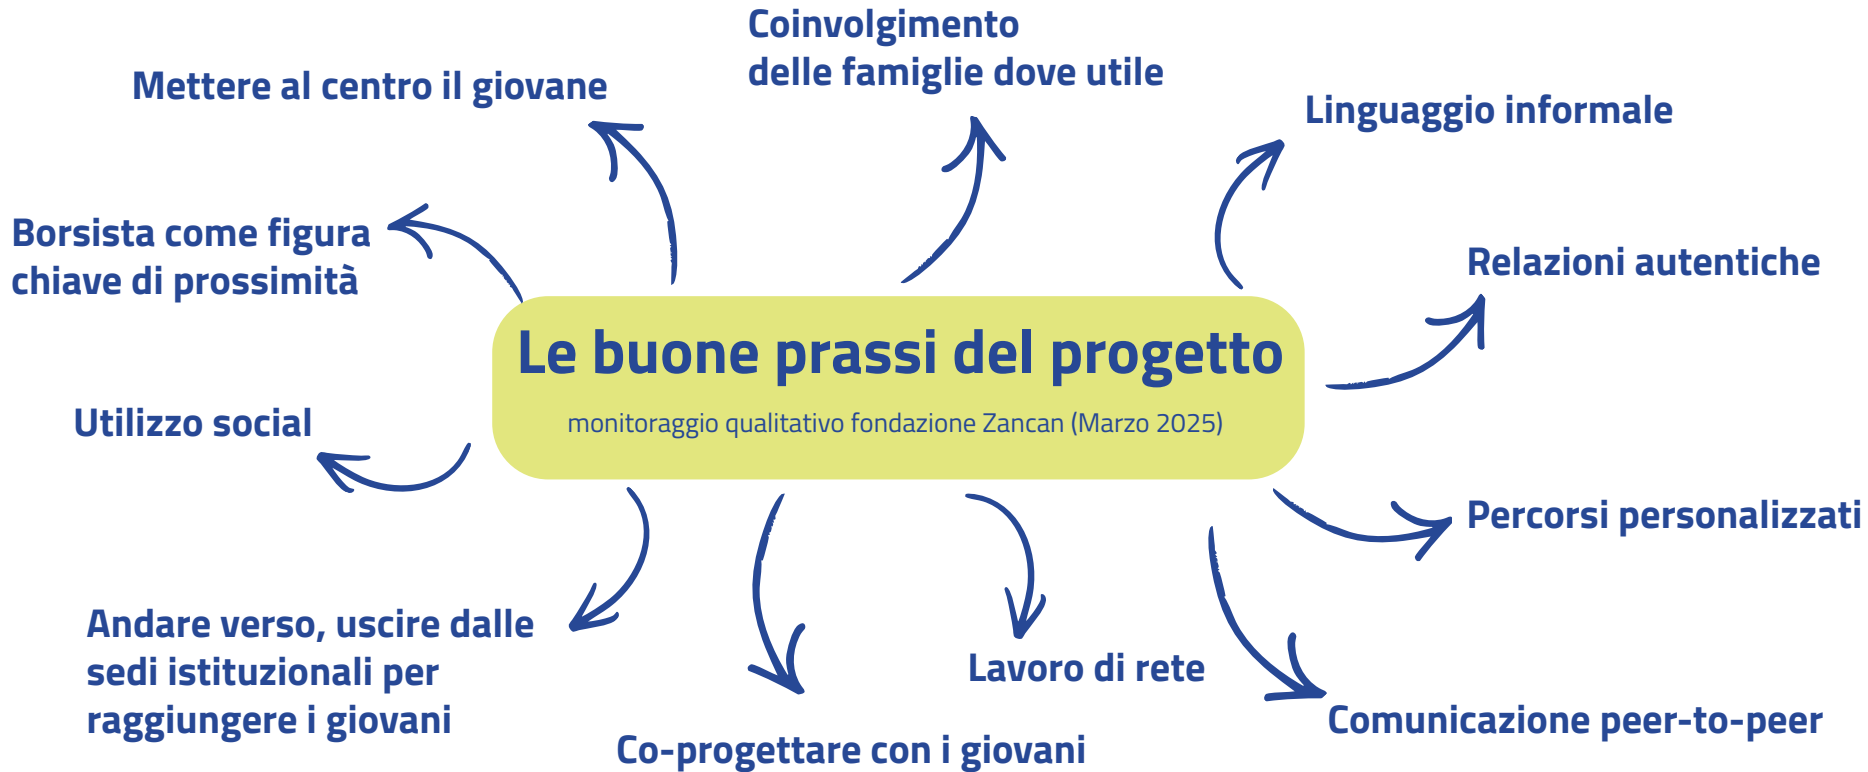 Coinvolgimento
delle famiglie dove utile
Mettere al centro il giovane
Linguaggio informale
Borsista come figura
chiave di prossimità
Relazioni autentiche
Le buone prassi del progetto
monitoraggio qualitativo fondazione Zancan (Marzo 2025)
Utilizzo social
Percorsi personalizzati
Andare verso, uscire dalle
sedi istituzionali per
raggiungere i giovani
Lavoro di rete
Comunicazione peer-to-peer
Co-progettare con i giovani